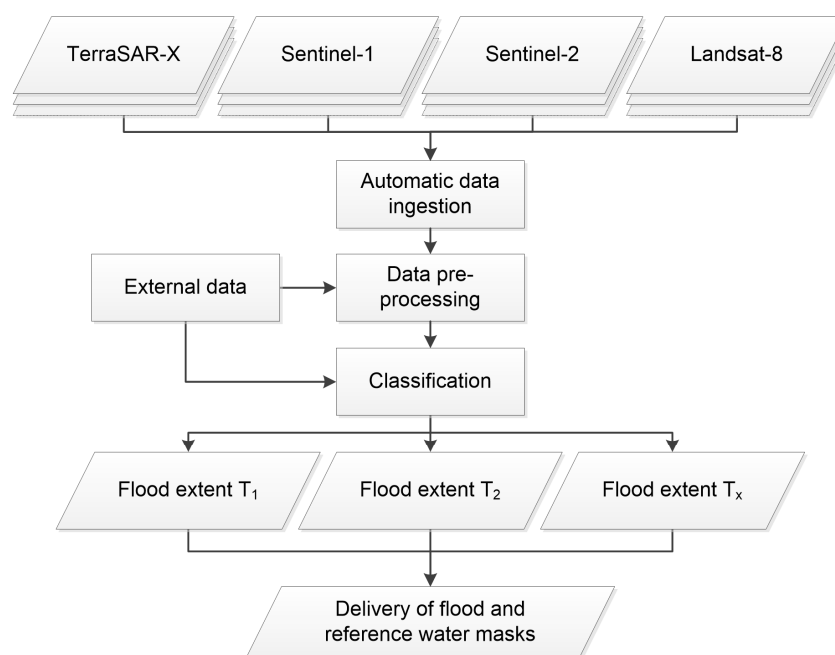 TerraSAR-X
Sentinel-1
Sentinel-2
Landsat-8
Automatic data
ingestion
External data
Data pre-
processing
Classification
Flood extent T₁
Flood extent T₂
Flood extent Tₓ
Delivery of flood and
reference water masks